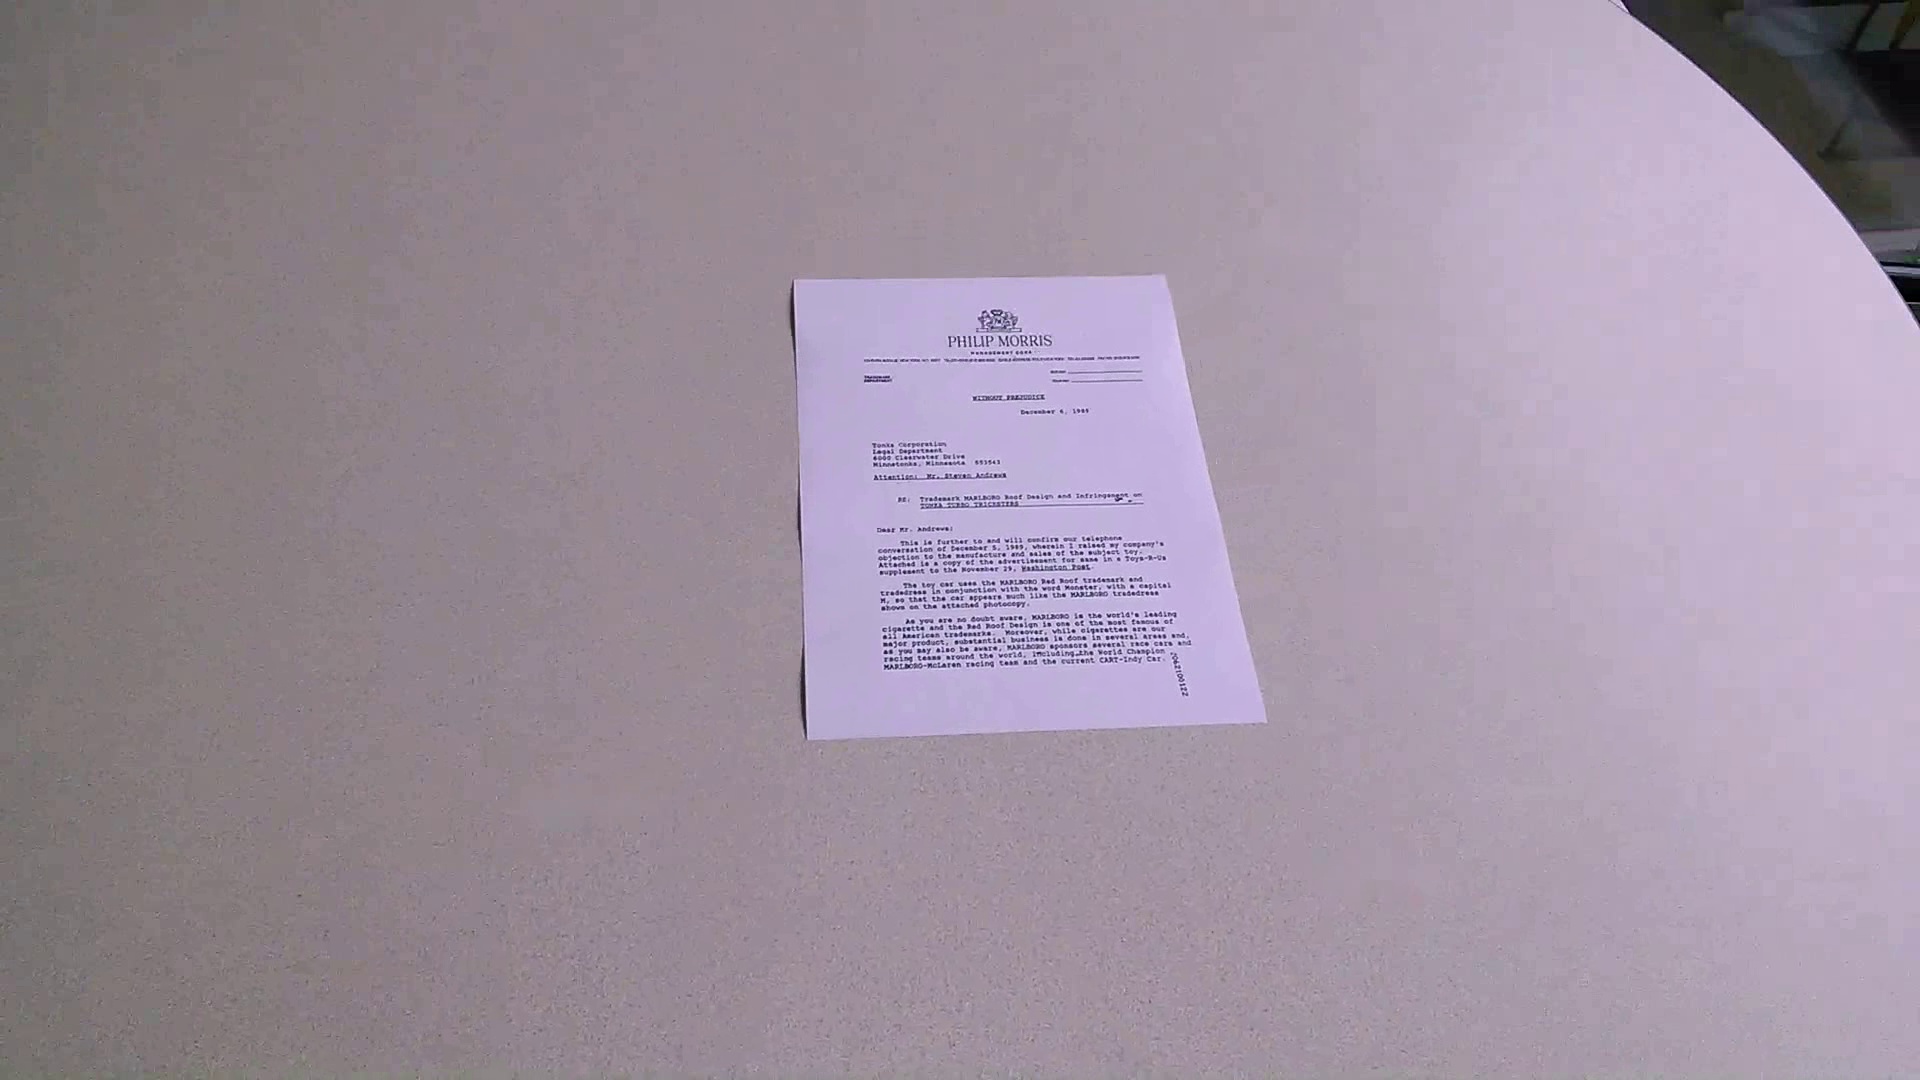 PHILIP MORRIS
MANAGEMENT CORP.
TRADEMARK
DEPARTMENT
WITHOUT PREJUDICE
December 6, 1989
Tonka Corporation
Legal Department
6000 Clearwater Drive
Minnetonka, Minnesota 553543
Attention: Mr. Steven Andrews
RE: Trademark MARLBORO Roof Design and Infringement on
TONKA TURBO TRICKSTERS
Dear Mr. Andrews:
This is further to and will confirm our telephone
conversation of December 5, 1989, wherein I raised my company's
objection to the manufacture and sales of the subject toy.
Attached is a copy of the advertisement for same in a Toys-R-Us
supplement to the November 29, Washington Post.
The toy car uses the MARLBORO Red Roof trademark and
tradedress in conjunction with the word Monster, with a capital
M, so that the car appears much like the MARLBORO tradedress
shown on the attached photocopy.
As you are no doubt aware, MARLBORO is the world's leading
cigarette and the Red Roof Design is one of the most famous of
all American trademarks. Moreover, while cigarettes are our
major product, substantial business is done in several areas and,
as you may also be aware, MARLBORO sponsors several race cars and
racing teams around the world, including the World Champion
MARLBORO-McLaren racing team and the current CART-Indy Car.
2062100122